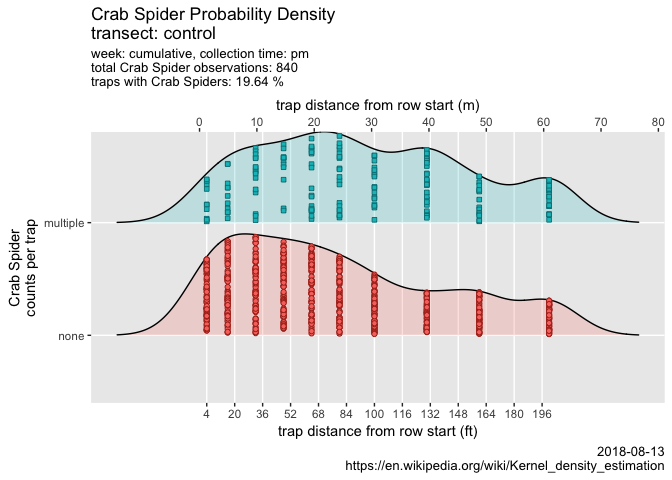 Crab Spider Probability Density
transect: control
week: cumulative, collection time: pm
total Crab Spider observations: 840
traps with Crab Spiders: 19.64 %
trap distance from row start (m)
0 10 20 30 40 50 60 70 80
Crab Spider
counts per trap
multiple
none
4 20 36 52 68 84 100 116 132 148 164 180 196
trap distance from row start (ft)
2018-08-13
https://en.wikipedia.org/wiki/Kernel_density_estimation